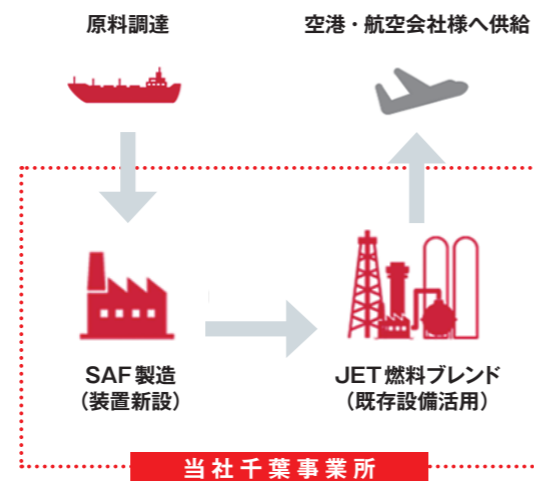 原料調達
空港・航空会社様へ供給
SAF製造
（装置新設）
JET燃料ブレンド
（既存設備活用）
当社千葉事業所